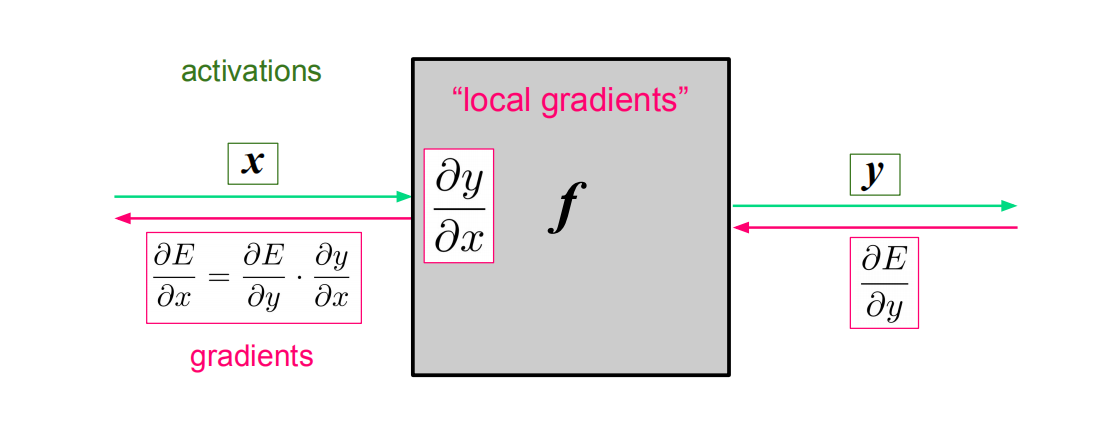 activations
“local gradients”
x
∂y/∂x
f
y
∂E/∂x = ∂E/∂y · ∂y/∂x
∂E/∂y
gradients